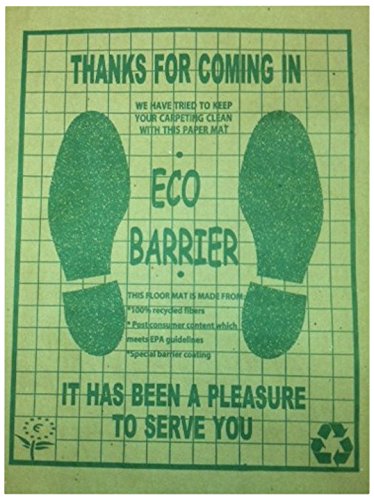 THANKS FOR COMING IN
WE HAVE TRIED TO KEEP
YOUR CARPETING CLEAN
WITH THIS PAPER MAT
ECO
BARRIER
THIS FLOOR MAT IS MADE FROM:
*100% recycled fibers
* Post consumer content which
meets EPA guidelines
*Special barrier coating
IT HAS BEEN A PLEASURE
TO SERVE YOU
€